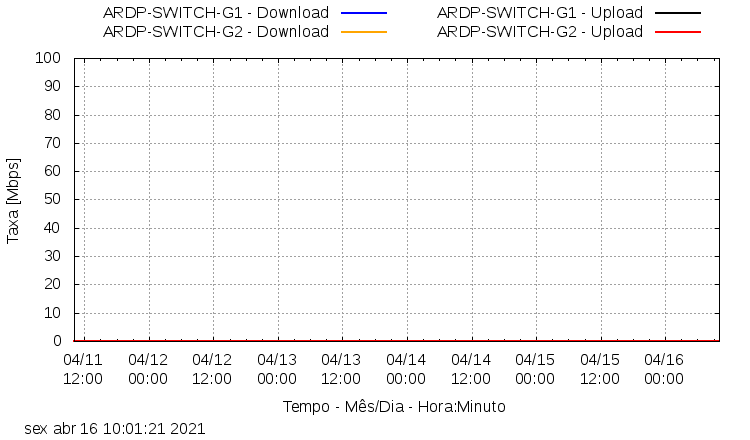 ARDP-SWITCH-G1 - Download ARDP-SWITCH-G1 - Upload
ARDP-SWITCH-G2 - Download ARDP-SWITCH-G2 - Upload
100
90
80
70
60
50
40
30
20
10
0
Taxa [Mbps]
04/11 04/12 04/12 04/13 04/13 04/14 04/14 04/15 04/15 04/16
12:00 00:00 12:00 00:00 12:00 00:00 12:00 00:00 12:00 00:00
Tempo - Mês/Dia - Hora:Minuto
sex abr 16 10:01:21 2021